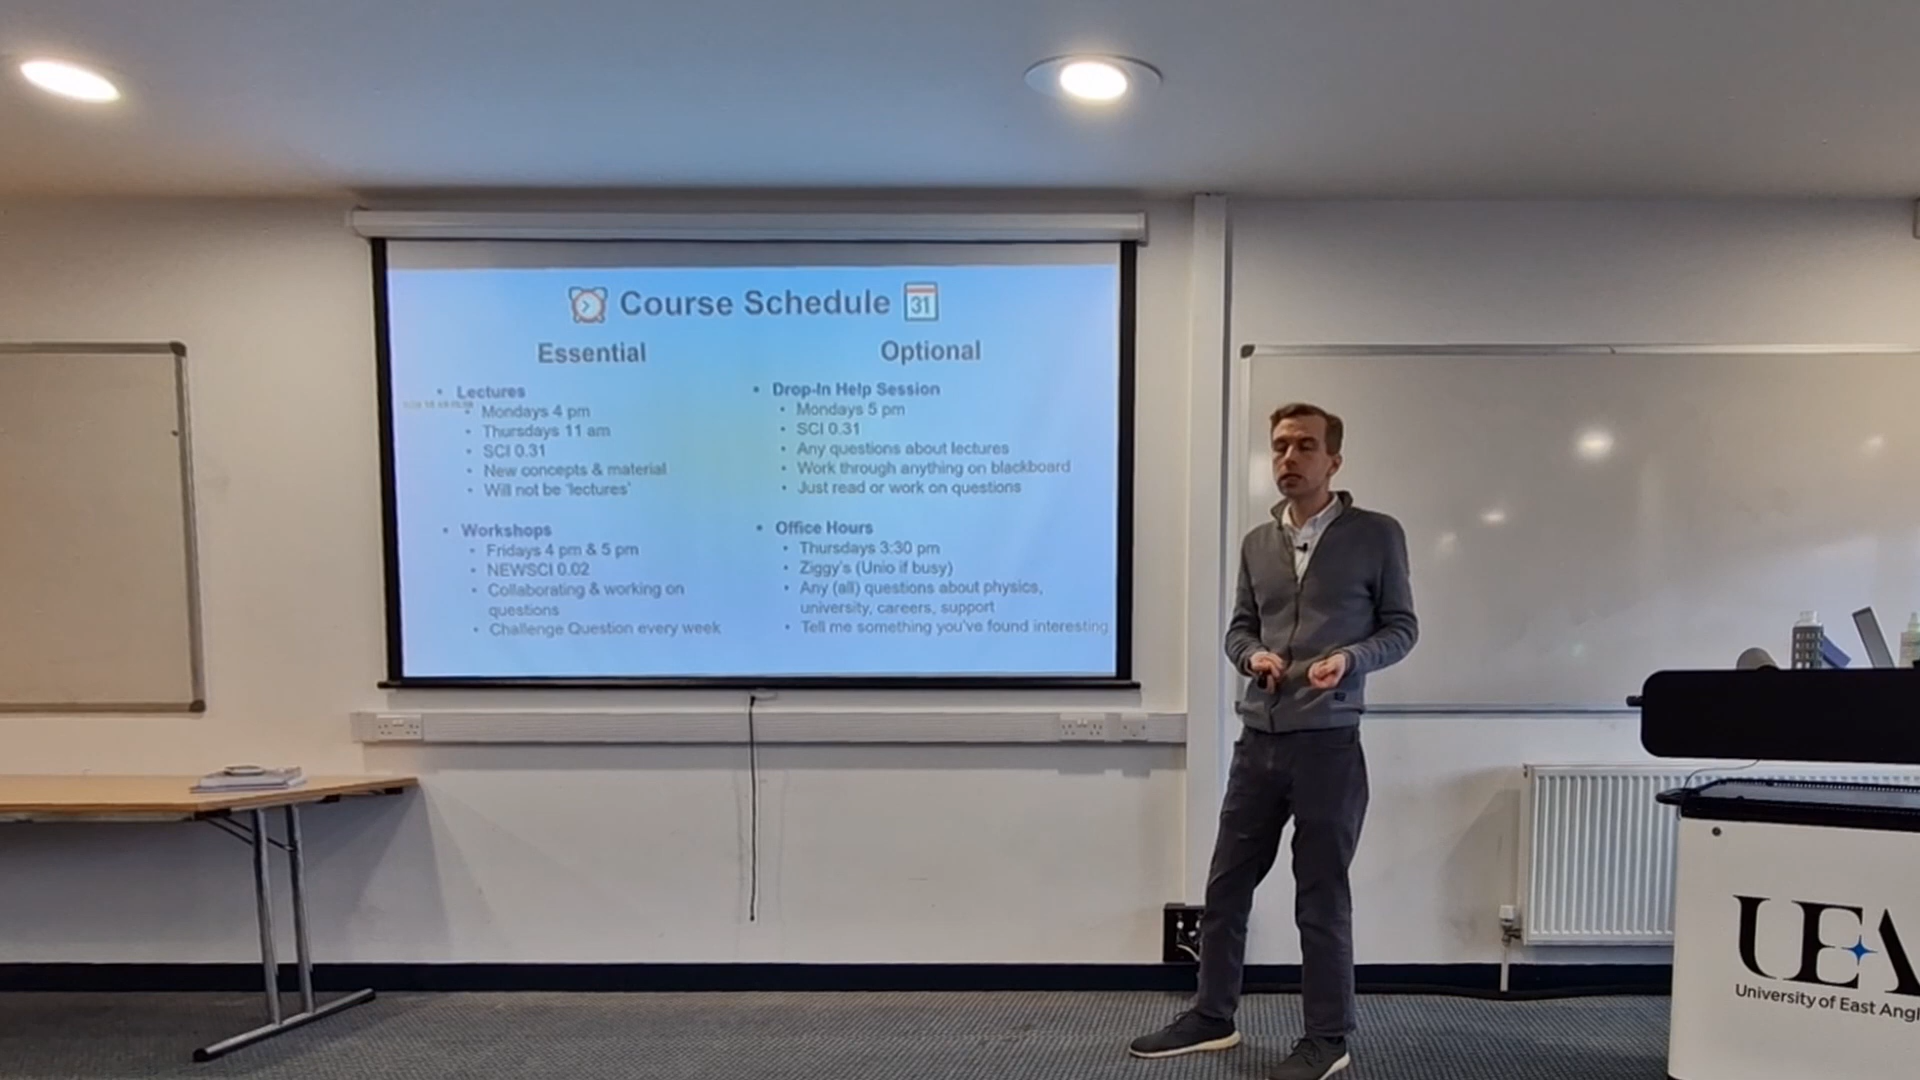 Course Schedule
31
Essential
Lectures
Mondays 4 pm
Thursdays 11 am
SCI 0.31
New concepts & material
Will not be 'lectures'
Workshops
Fridays 4 pm & 5 pm
NEWSCI 0.02
Collaborating & working on
questions
Challenge Question every week
Optional
Drop-In Help Session
Mondays 5 pm
SCI 0.31
Any questions about lectures
Work through anything on blackboard
Just read or work on questions
Office Hours
Thursdays 3:30 pm
Ziggy's (Unio if busy)
Any (all) questions about physics,
university, careers, support
Tell me something you've found interesting
UEA
University of East Angl